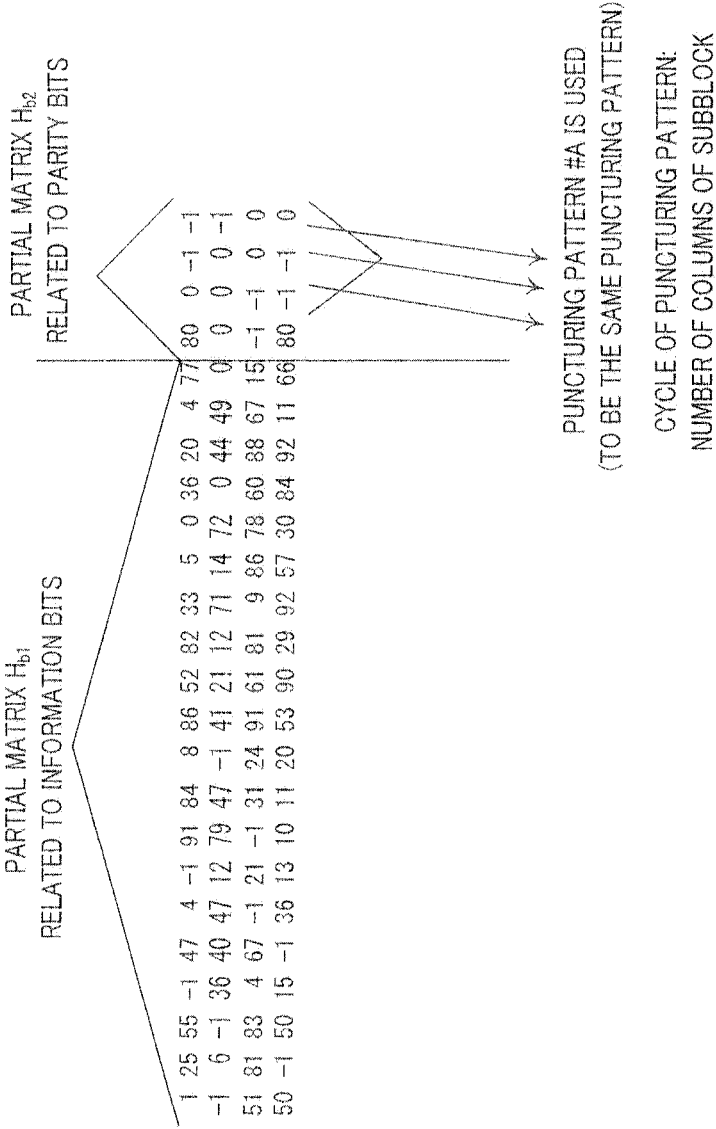 PARTIAL MATRIX Hb1
RELATED TO INFORMATION BITS
PARTIAL MATRIX Hb2
RELATED TO PARITY BITS
1 25 55 −1 47 4 −1 91 84 8 86 52 82 33 5 0 36 20 4 77 80 0 −1 −1
−1 6 −1 36 40 47 12 79 47 −1 41 21 12 71 14 72 0 44 49 0 0 0 0 −1
51 81 83 4 67 −1 21 −1 31 24 91 61 81 9 86 78 60 88 67 15 −1 −1 0 0
50 −1 50 15 −1 36 13 10 11 20 53 90 29 92 57 30 84 92 11 66 80 −1 −1 0
PUNCTURING PATTERN #A IS USED
(TO BE THE SAME PUNCTURING PATTERN)
CYCLE OF PUNCTURING PATTERN:
NUMBER OF COLUMNS OF SUBBLOCK